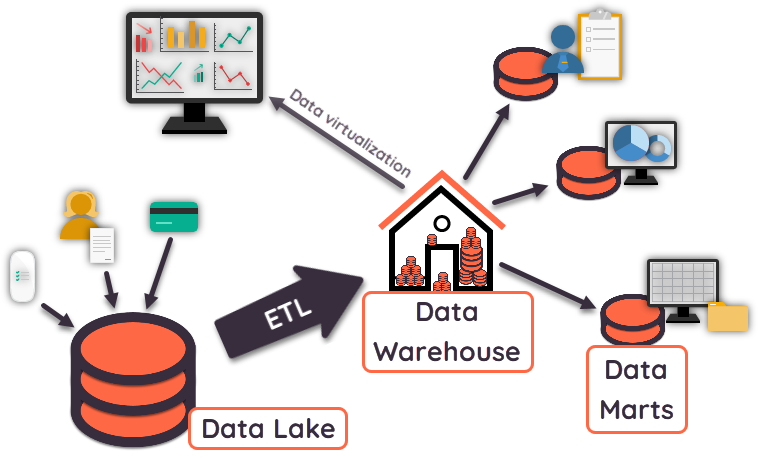 Data virtualization
ETL
Data
Warehouse
Data
Marts
Data Lake